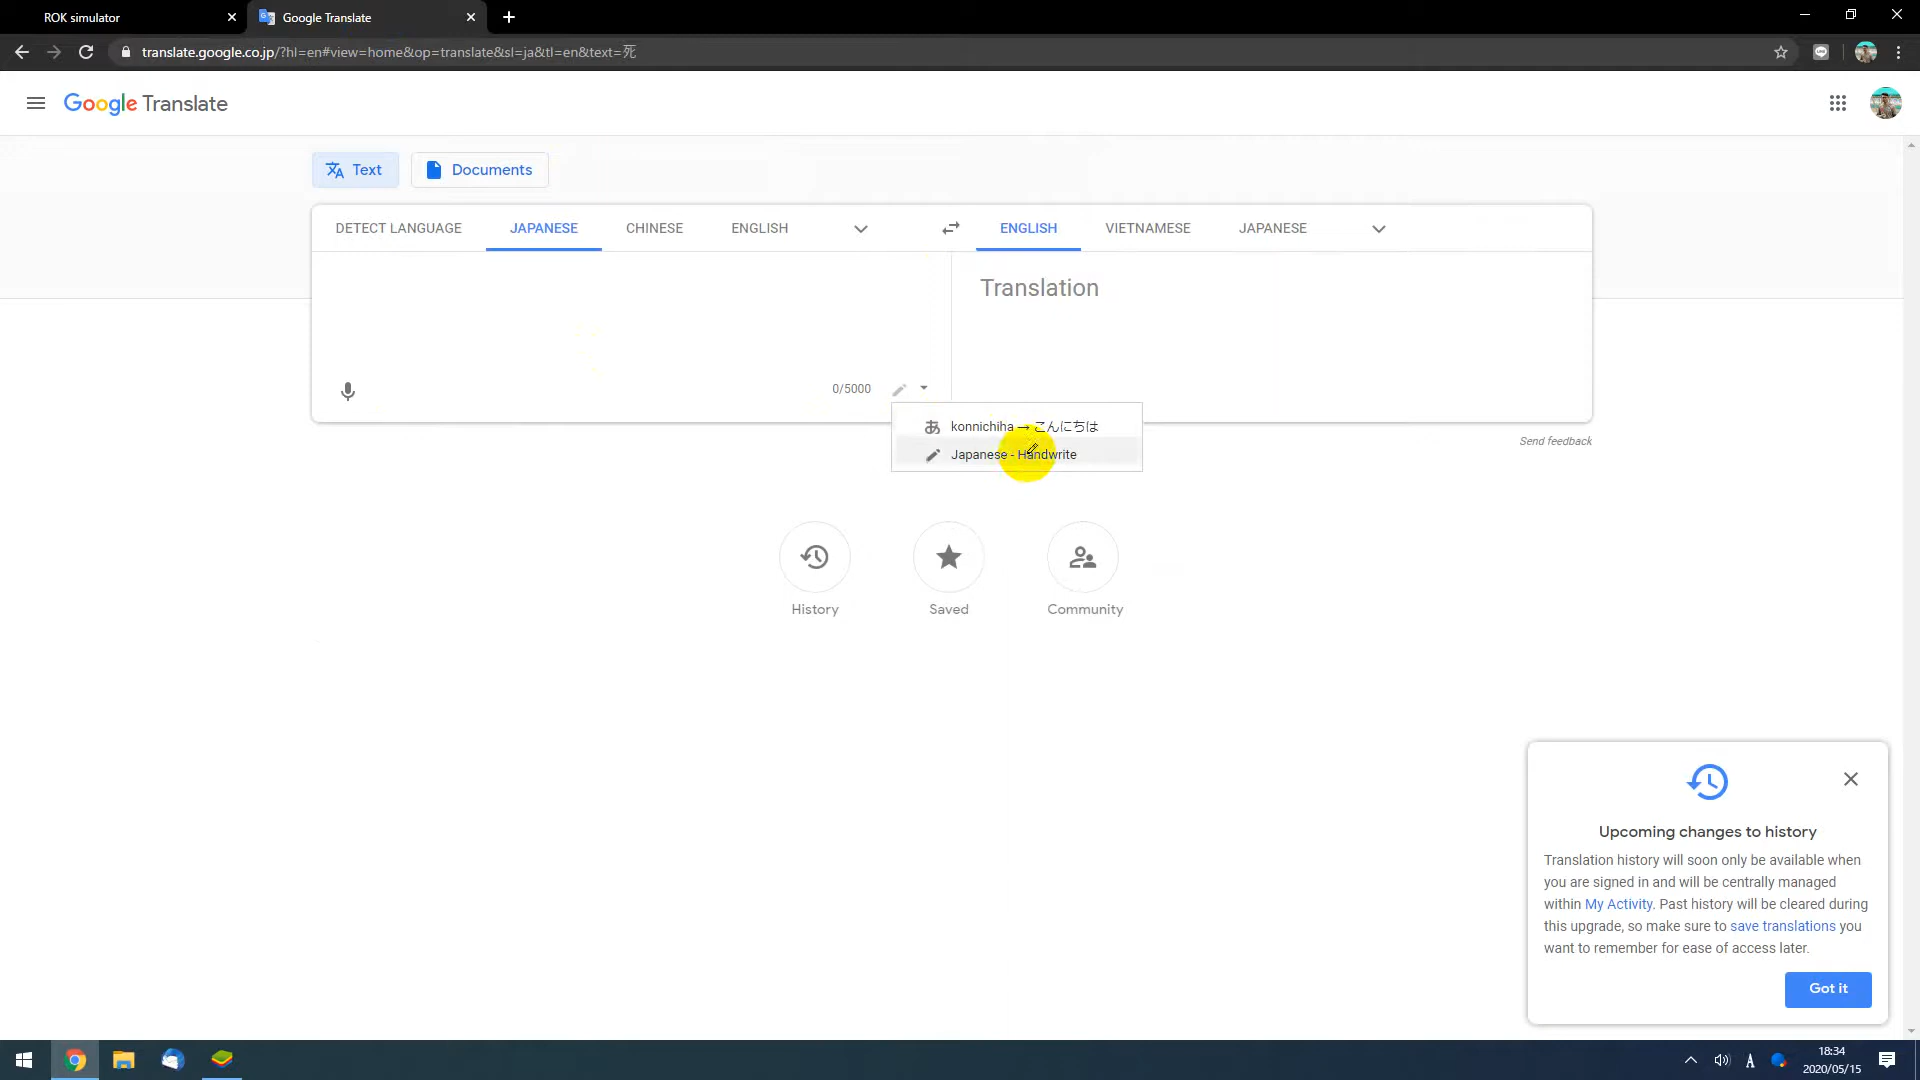 ROK simulator
Google Translate
translate.google.co.jp/?hl=en#view=home&op=translate&sl=ja&tl=en&text=死
Google Translate
Text
Documents
DETECT LANGUAGE
JAPANESE
CHINESE
ENGLISH
ENGLISH
VIETNAMESE
JAPANESE
Translation
0/5000
あ konnichiha → こんにちは
Japanese - Handwrite
Send feedback
History
Saved
Community
Upcoming changes to history
Translation history will soon only be available when
you are signed in and will be centrally managed
within My Activity. Past history will be cleared during
this upgrade, so make sure to save translations you
want to remember for ease of access later.
Got it
A
18:34
2020/05/15